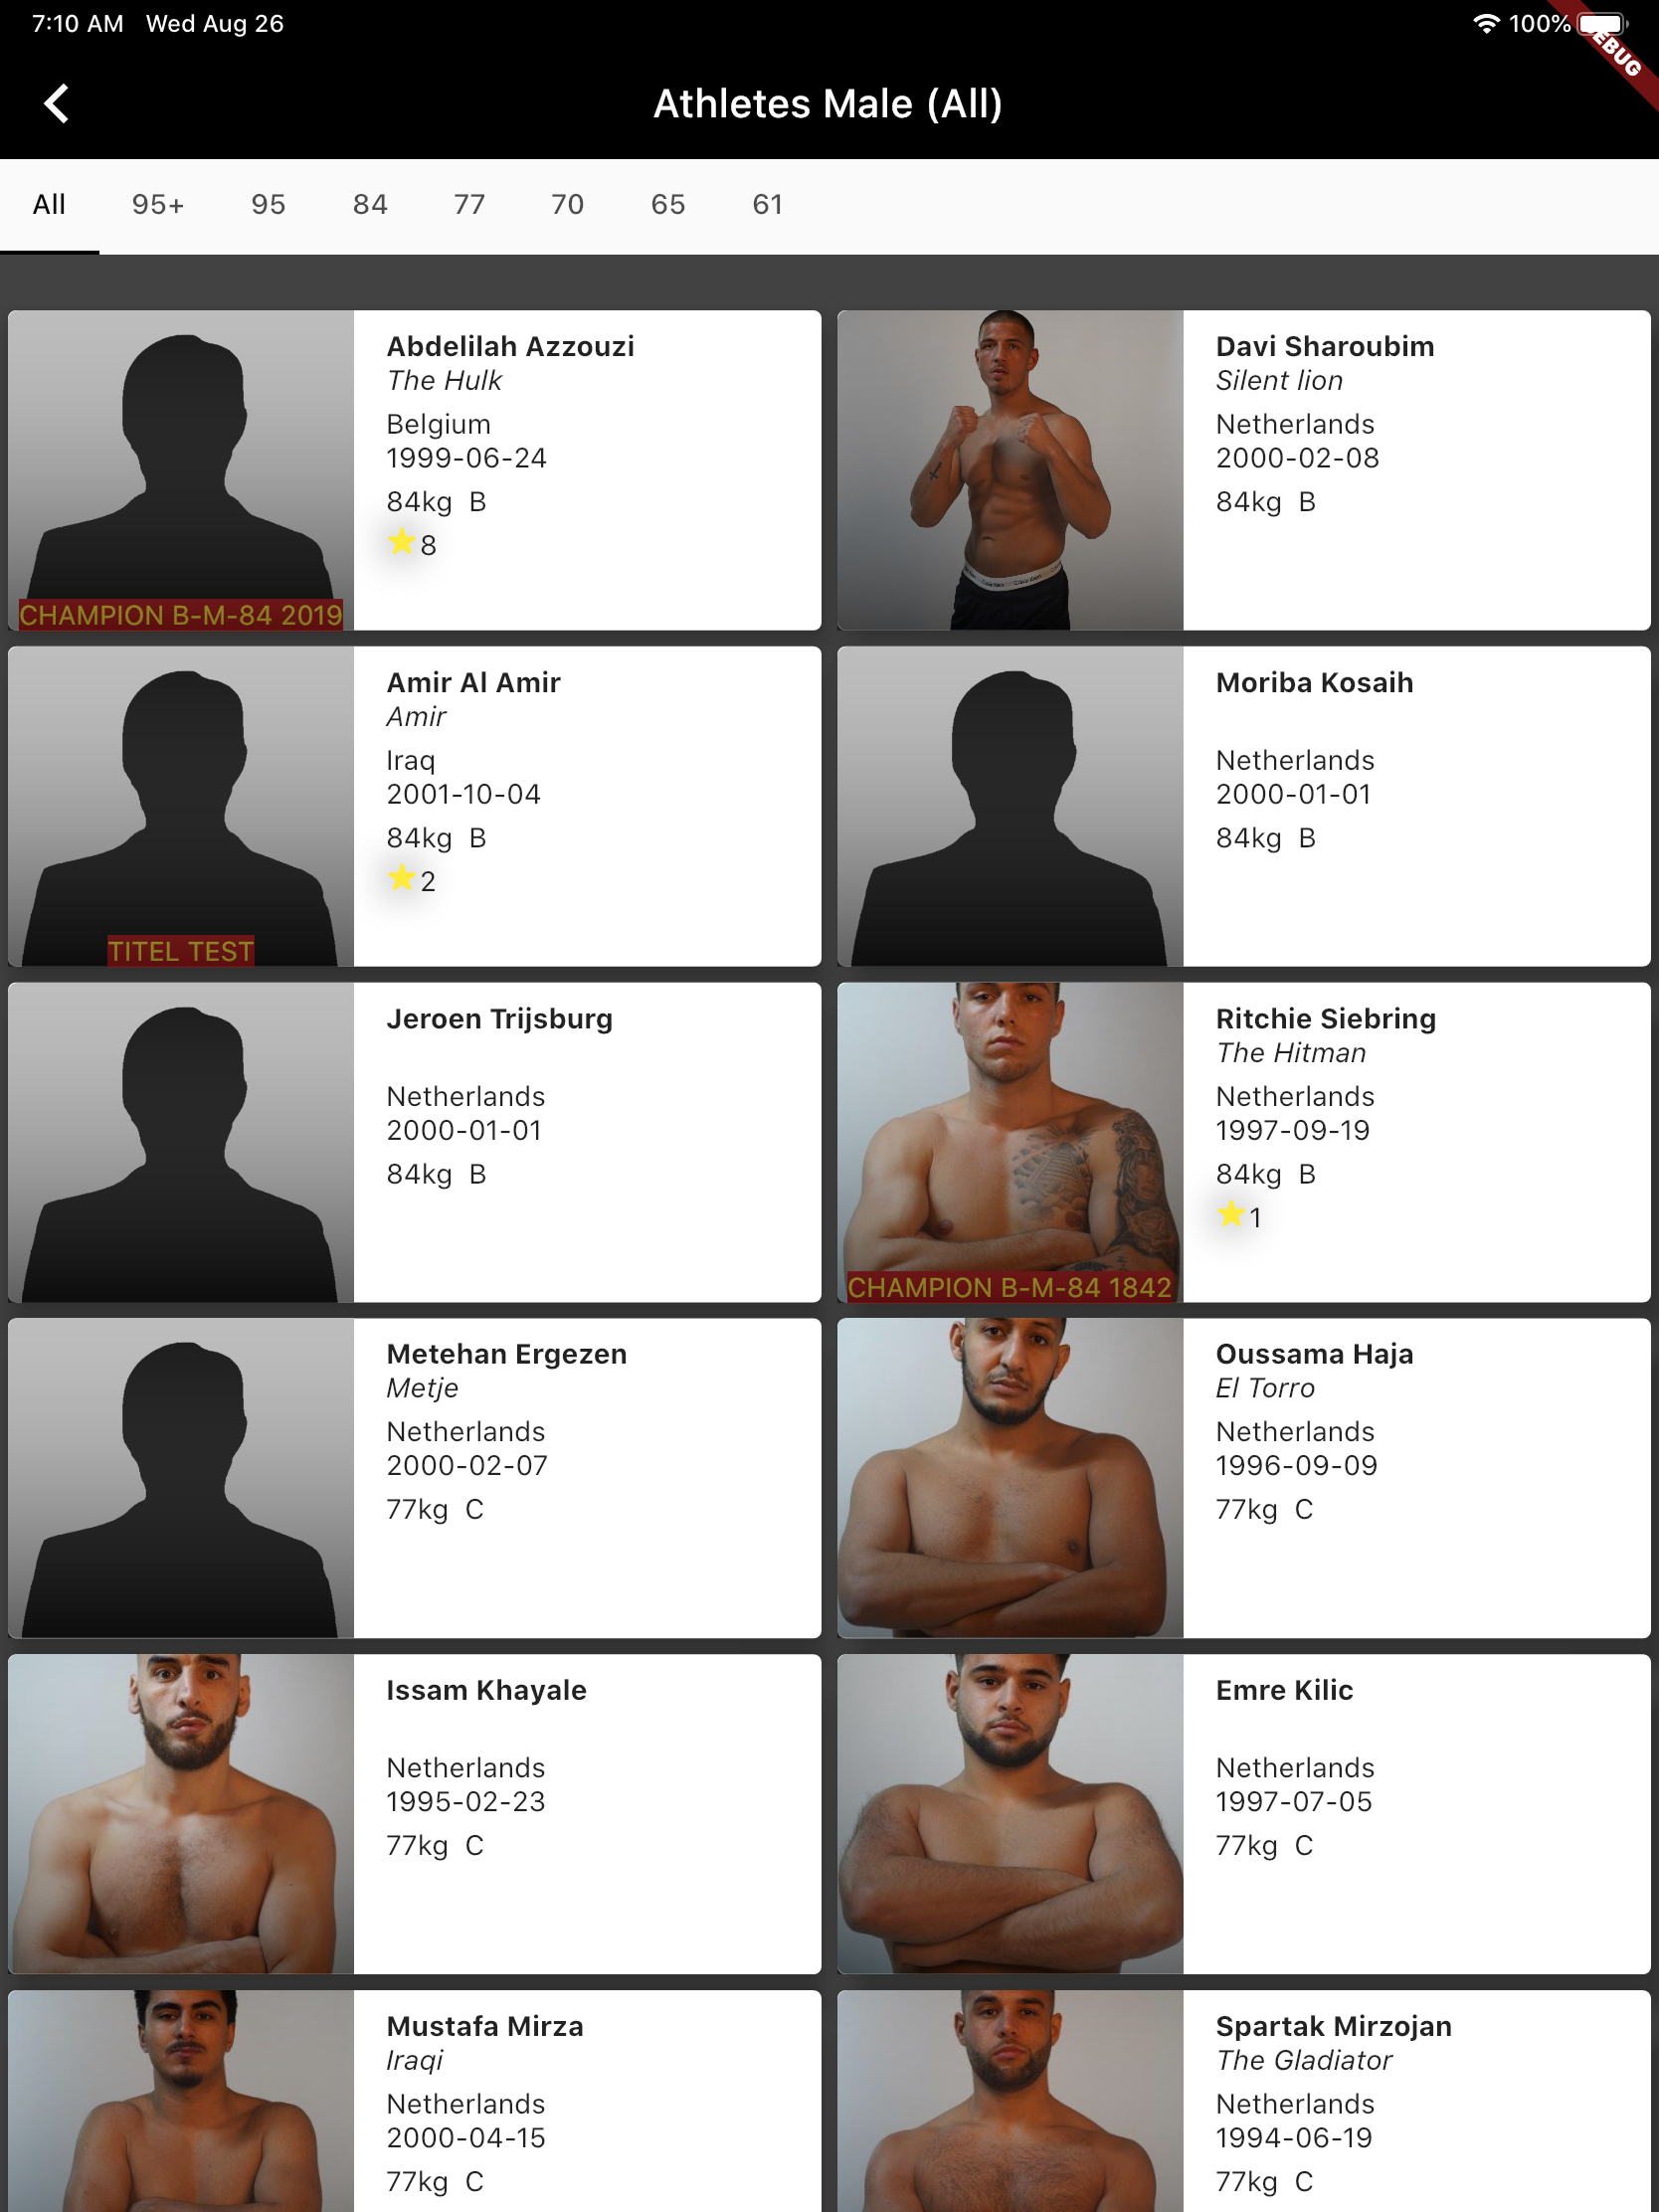 7:10 AM Wed Aug 26
100%
EBUG
Athletes Male (All)
All 95+ 95 84 77 70 65 61
Abdelilah Azzouzi
The Hulk
Belgium
1999-06-24
84kg B
8
CHAMPION B-M-84 2019
Davi Sharoubim
Silent lion
Netherlands
2000-02-08
84kg B
Amir Al Amir
Amir
Iraq
2001-10-04
84kg B
2
TITEL TEST
Moriba Kosaih
Netherlands
2000-01-01
84kg B
Jeroen Trijsburg
Netherlands
2000-01-01
84kg B
Ritchie Siebring
The Hitman
Netherlands
1997-09-19
84kg B
1
CHAMPION B-M-84 1842
Metehan Ergezen
Metje
Netherlands
2000-02-07
77kg C
Oussama Haja
El Torro
Netherlands
1996-09-09
77kg C
Issam Khayale
Netherlands
1995-02-23
77kg C
Emre Kilic
Netherlands
1997-07-05
77kg C
Mustafa Mirza
Iraqi
Netherlands
2000-04-15
77kg C
Spartak Mirzojan
The Gladiator
Netherlands
1994-06-19
77kg C